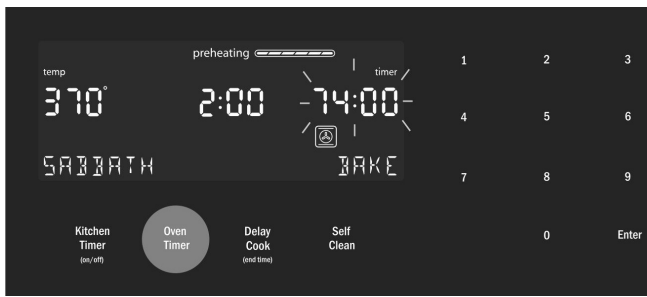 preheating
temp
timer
370° 2:00 74:00
SABBATH BAKE
Kitchen Timer (on/off)
Oven Timer
Delay Cook (end time)
Self Clean
1 2 3
4 5 6
7 8 9
0 Enter